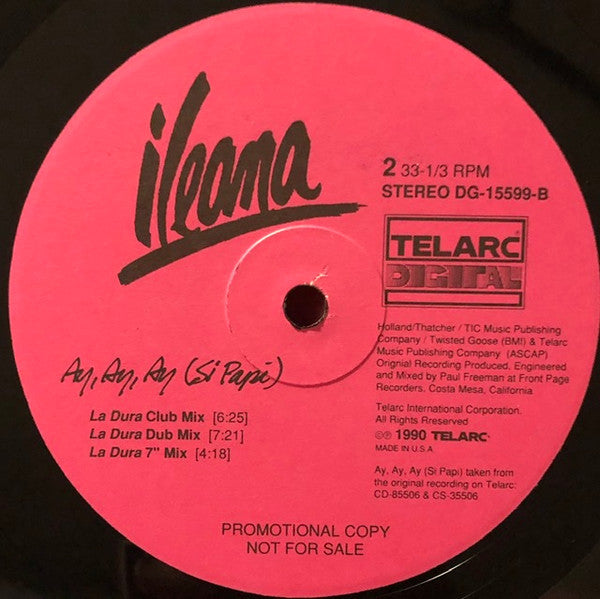 ileana
2 33-1/3 RPM
STEREO DG-15599-B
TELARC
DIGITAL
Holland/Thatcher / TIC Music Publishing
Company / Twisted Goose (BMI) & Telarc
Music Publishing Company (ASCAP)
Orignial Recording Produced, Engineered
and Mixed by Paul Freeman at Front Page
Recorders, Costa Mesa, California
Telarc International Corporation.
All Rights Rreserved
©℗ 1990 TELARC®
MADE IN U.S.A
Ay, Ay, Ay (Si Papi) taken from
the original recording on Telarc:
CD-85506 & CS-35506
Ay, Ay, Ay (Si Papi)
La Dura Club Mix [6:25]
La Dura Dub Mix [7:21]
La Dura 7" Mix [4:18]
PROMOTIONAL COPY
NOT FOR SALE